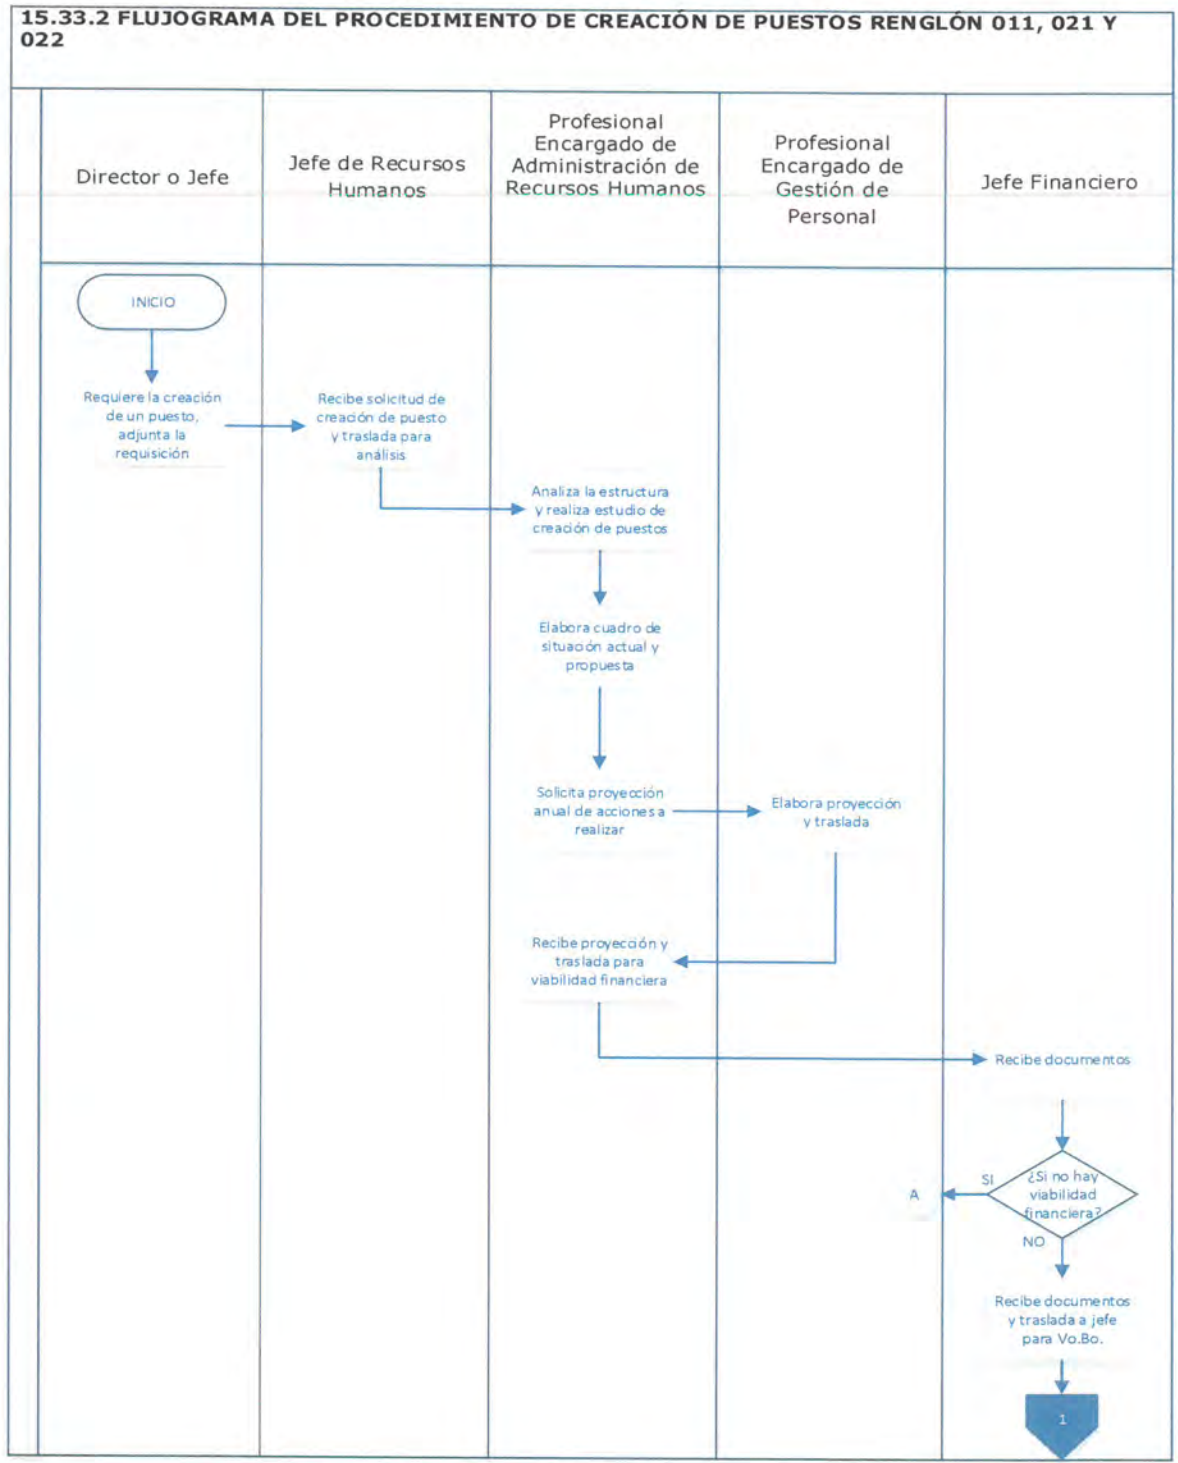 15.33.2 FLUJOGRAMA DEL PROCEDIMIENTO DE CREACIÓN DE PUESTOS RENGLÓN 011, 021 Y
022
Director o Jefe
Jefe de Recursos
Humanos
Profesional
Encargado de
Administración de
Recursos Humanos
Profesional
Encargado de
Gestión de
Personal
Jefe Financiero
INICIO
Requiere la creación
de un puesto,
adjunta la
requisición
Recibe solicitud de
creación de puesto
y traslada para
análisis
Analiza la estructura
y realiza estudio de
creación de puestos
Elabora cuadro de
situación actual y
propuesta
Solicita proyección
anual de acciones a
realizar
Elabora proyección
y traslada
Recibe proyección y
traslada para
viabilidad financiera
Recibe documentos
¿Si no hay
viabilidad
financiera?
SI
A
NO
Recibe documentos
y traslada a jefe
para Vo.Bo.
1